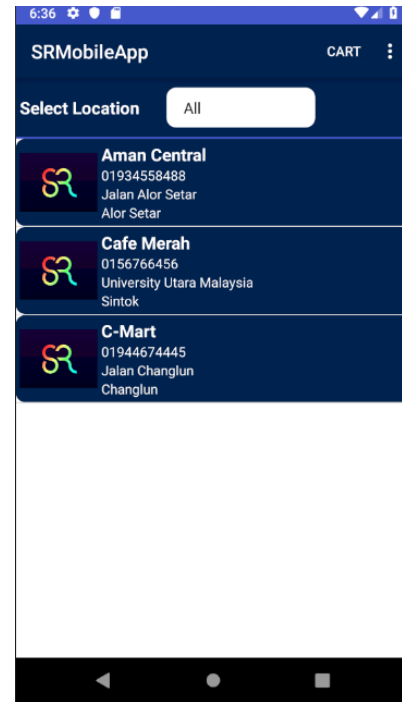 6:36
SRMobileApp CART
Select Location All
SR Aman Central
01934558488
Jalan Alor Setar
Alor Setar
SR Cafe Merah
0156766456
University Utara Malaysia
Sintok
SR C-Mart
01944674445
Jalan Changlun
Changlun